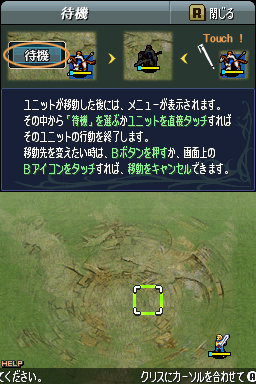 待機
R 閉じる
待機
Touch !
ユニットが移動した後には、メニューが表示されます。
その中から「待機」を選ぶかユニットを直接タッチすれば
そのユニットの行動を終了します。
移動先を変えたい時は、Bボタンを押すか、画面上の
Bアイコンをタッチすれば、移動をキャンセルできます。
HELP
てください。 クリスにカーソルを合わせて A